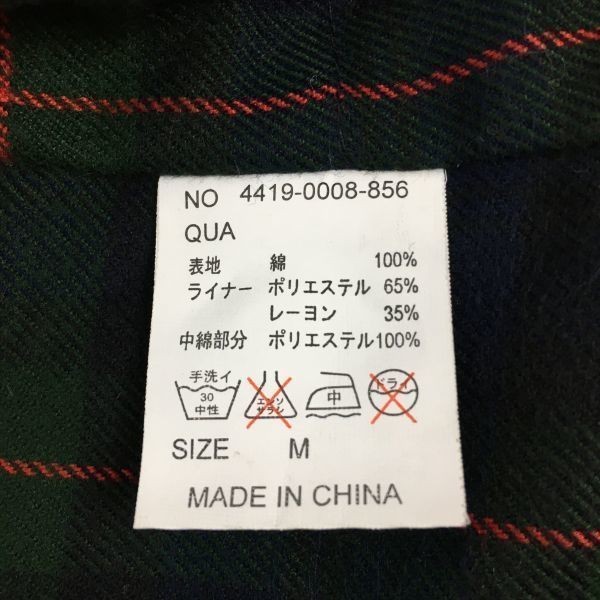 NO 4419-0008-856
QUA
表地 綿 100%
ライナー ポリエステル 65%
レーヨン 35%
中綿部分 ポリエステル100%
手洗イ 30 中性
エンソ サラシ
中
ドライ
SIZE M
MADE IN CHINA